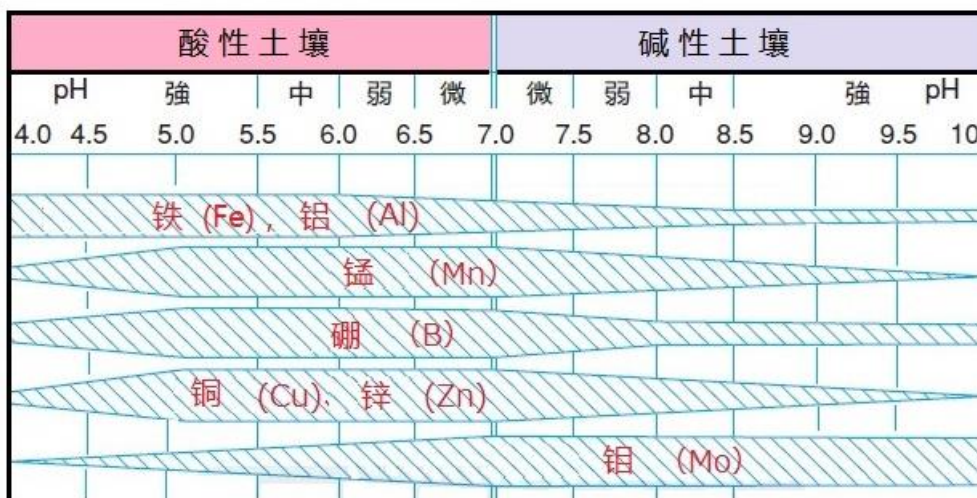 酸性土壤 碱性土壤
pH 強 中 弱 微 微 弱 中 強 pH
4.0 4.5 5.0 5.5 6.0 6.5 7.0 7.5 8.0 8.5 9.0 9.5 10
铁 (Fe) , 铝 (Al)
锰 (Mn)
硼 (B)
铜 (Cu)、锌 (Zn)
钼 (Mo)